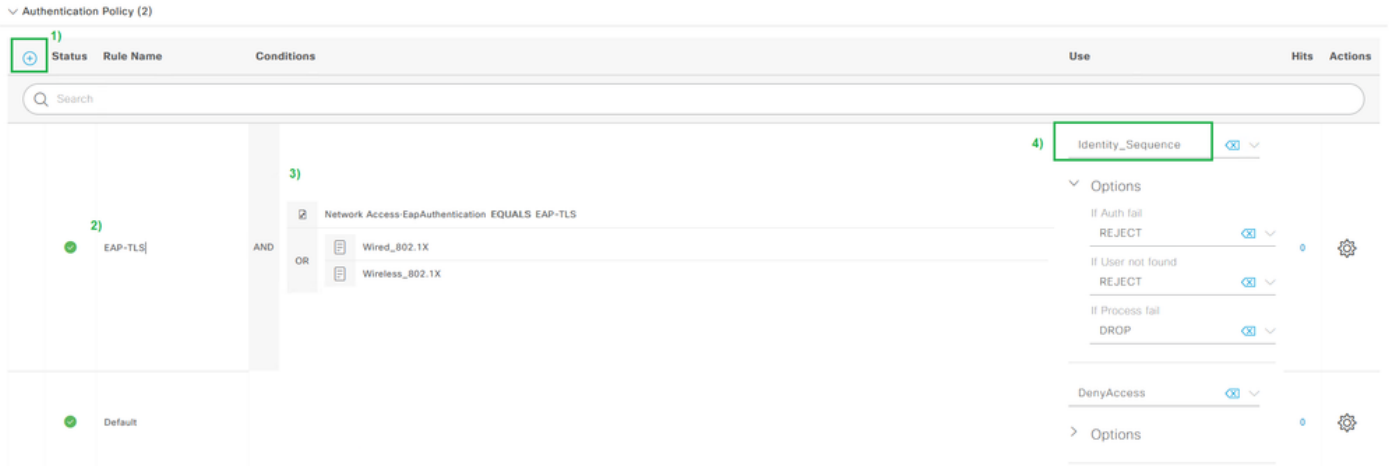 Authentication Policy (2)
1)
Status Rule Name Conditions Use Hits Actions
Search
4) Identity_Sequence
Options
3)
If Auth fail
Network Access·EapAuthentication EQUALS EAP-TLS
REJECT
2)
EAP-TLS AND OR Wired_802.1X 0
If User not found
Wireless_802.1X
REJECT
If Process fail
DROP
DenyAccess
Default 0
Options